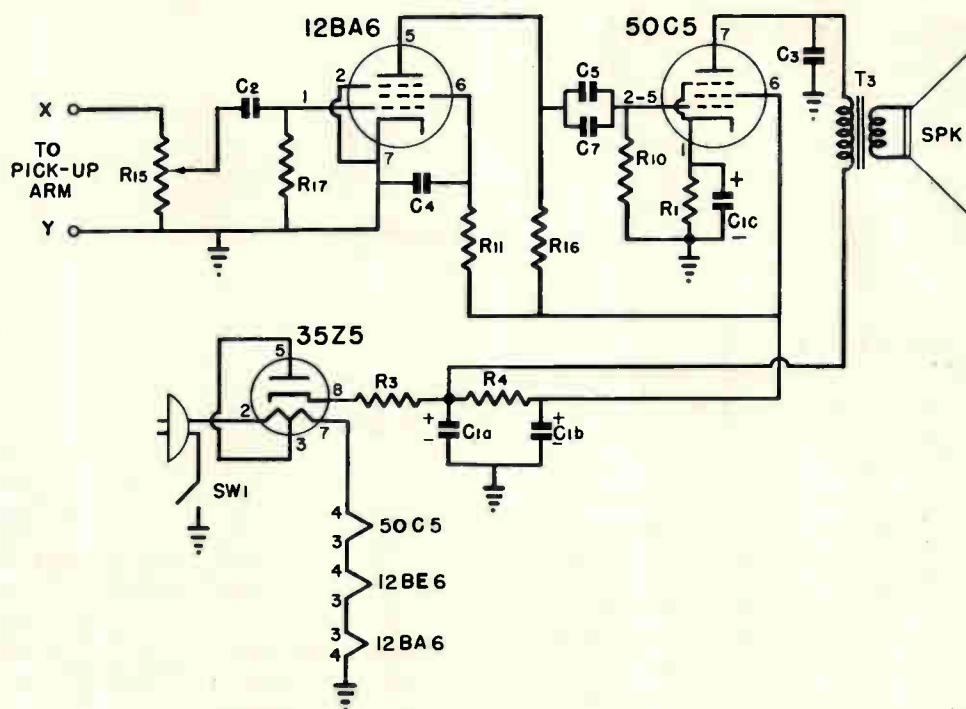 12BA6
50C5
5
7
C3
T3
2
6
C5
2-5
6
1
C2
X
TO
PICK-UP
ARM
Y
R15
R17
7
C4
C7
R10
1
+
R1
C1C
-
SPK
R11
R16
35Z5
5
8
R3
R4
2
3
7
+
-
C1a
+
-
C1b
SW1
4
50C5
3
4
12BE6
3
3
12BA6
4